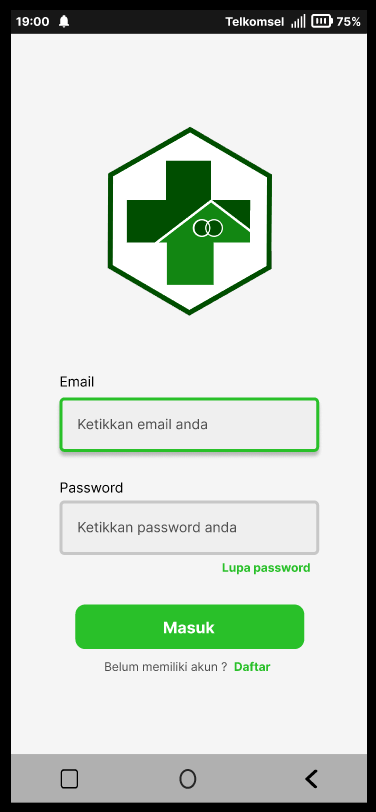 19:00 Telkomsel 75%
Email
Ketikkan email anda
Password
Ketikkan password anda
Lupa password
Masuk
Belum memiliki akun ? Daftar